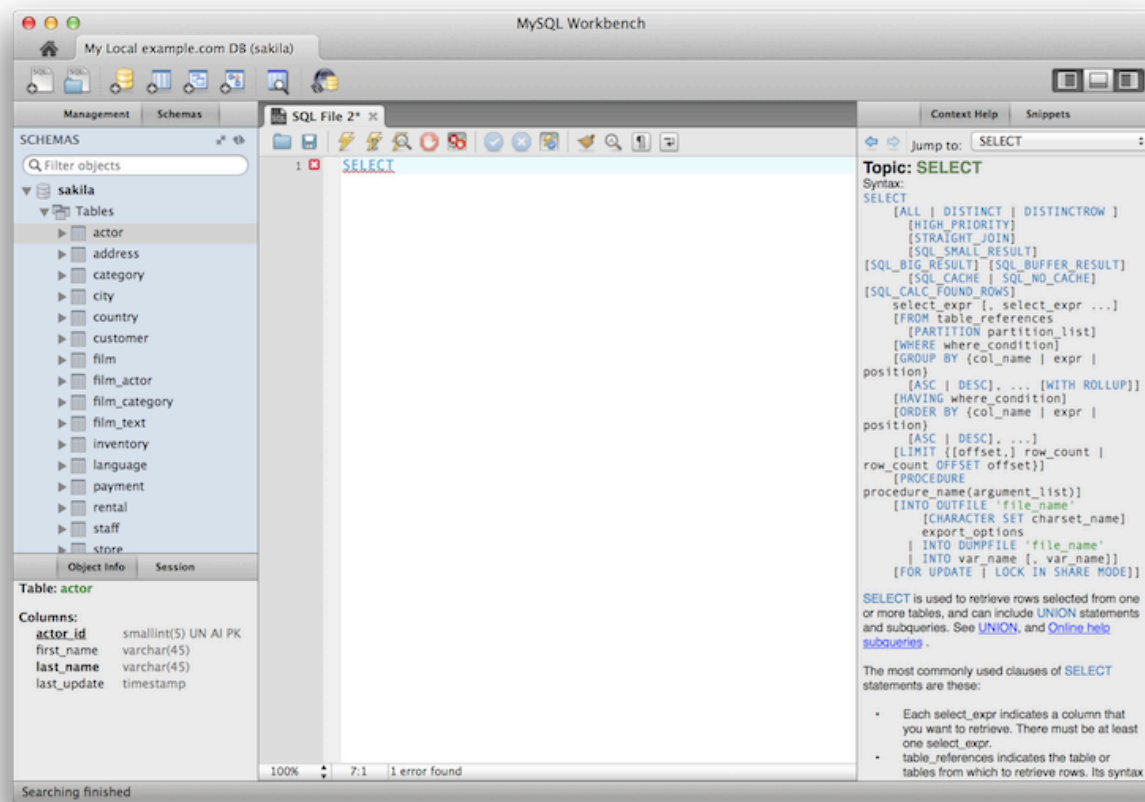 MySQL Workbench
My Local example.com DB (sakila)
Management Schemas
SCHEMAS
Filter objects
sakila
Tables
actor
address
category
city
country
customer
film
film_actor
film_category
film_text
inventory
language
payment
rental
staff
store
Object Info Session
Table: actor
Columns:
actor_id smallint(5) UN AI PK
first_name varchar(45)
last_name varchar(45)
last_update timestamp
SQL File 2*
1 SELECT
100% 7:1 1 error found
Context Help Snippets
Jump to: SELECT
Topic: SELECT
Syntax:
SELECT
[ALL | DISTINCT | DISTINCTROW ]
[HIGH_PRIORITY]
[STRAIGHT_JOIN]
[SQL_SMALL_RESULT]
[SQL_BIG_RESULT] [SQL_BUFFER_RESULT]
[SQL_CACHE | SQL_NO_CACHE]
[SQL_CALC_FOUND_ROWS]
select_expr [, select_expr ...]
[FROM table_references
[PARTITION partition_list]
[WHERE where_condition]
[GROUP BY {col_name | expr |
position}
[ASC | DESC], ... [WITH ROLLUP]]
[HAVING where_condition]
[ORDER BY {col_name | expr |
position}
[ASC | DESC], ...]
[LIMIT {[offset,] row_count |
row_count OFFSET offset}]
[PROCEDURE
procedure_name(argument_list)]
[INTO OUTFILE 'file_name'
[CHARACTER SET charset_name]
export_options
| INTO DUMPFILE 'file_name'
| INTO var_name [, var_name]]
[FOR UPDATE | LOCK IN SHARE MODE]]
SELECT is used to retrieve rows selected from one
or more tables, and can include UNION statements
and subqueries. See UNION, and Online help
subqueries .
The most commonly used clauses of SELECT
statements are these:
• Each select_expr indicates a column that
you want to retrieve. There must be at least
one select_expr.
• table_references indicates the table or
tables from which to retrieve rows. Its syntax
Searching finished